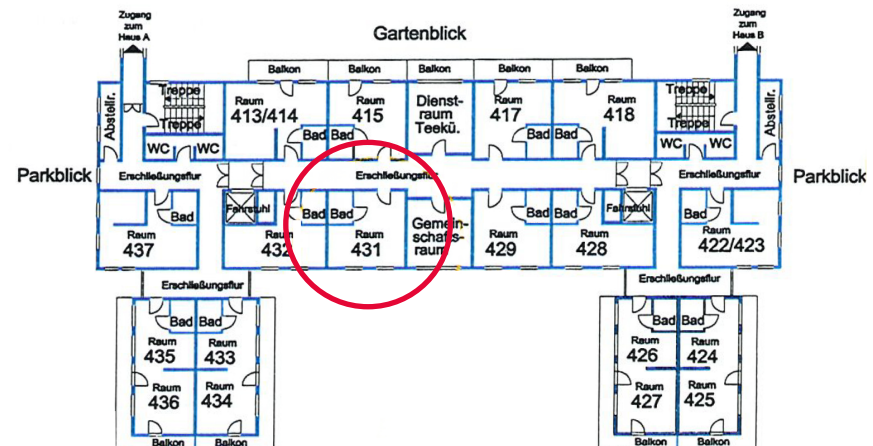 Zugang
zum
Haus A
Gartenblick
Zugang
zum
Haus B
Balkon
Balkon
Balkon
Balkon
Balkon
Abstellr.
Treppe
Treppe
Raum
413/414
Raum
415
Dienst-
raum
Teekü.
Raum
417
Raum
418
Treppe
Treppe
Abstellr.
WC
WC
Bad
Bad
Bad
Bad
WC
WC
Parkblick
Erschließungsflur
Erschließungsflur
Erschließungsflur
Parkblick
Bad
Fahrstuhl
Bad
Bad
Bad
Bad
Fahrstuhl
Bad
Raum
437
Raum
432
Raum
431
Gemein-
schafts-
raum
Raum
429
Raum
428
Raum
422/423
Erschließungsflur
Erschließungsflur
Bad
Bad
Bad
Bad
Raum
435
Raum
433
Raum
426
Raum
424
Raum
436
Raum
434
Raum
427
Raum
425
Balkon
Balkon
Balkon
Balkon